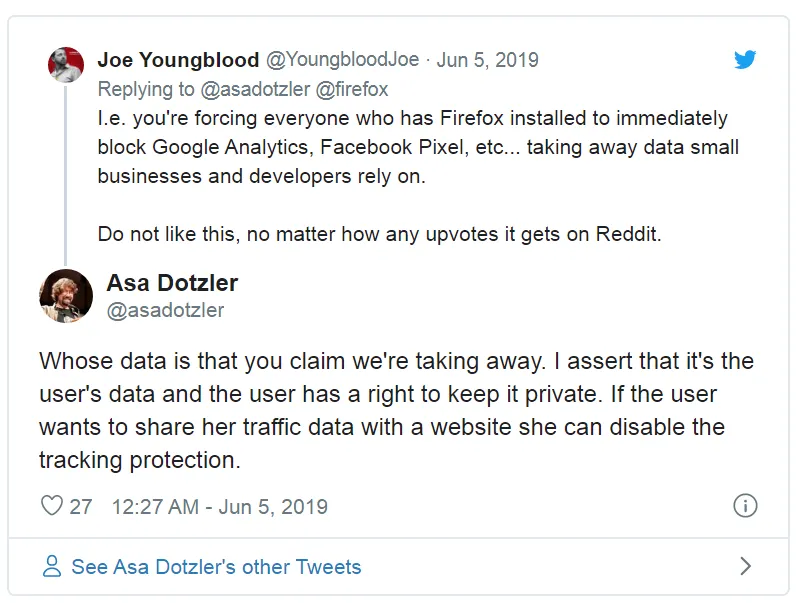 Joe Youngblood @YoungbloodJoe · Jun 5, 2019
Replying to @asadotzler @firefox
I.e. you're forcing everyone who has Firefox installed to immediately
block Google Analytics, Facebook Pixel, etc... taking away data small
businesses and developers rely on.
Do not like this, no matter how any upvotes it gets on Reddit.
Asa Dotzler
@asadotzler
Whose data is that you claim we're taking away. I assert that it's the
user's data and the user has a right to keep it private. If the user
wants to share her traffic data with a website she can disable the
tracking protection.
27 12:27 AM - Jun 5, 2019
See Asa Dotzler's other Tweets